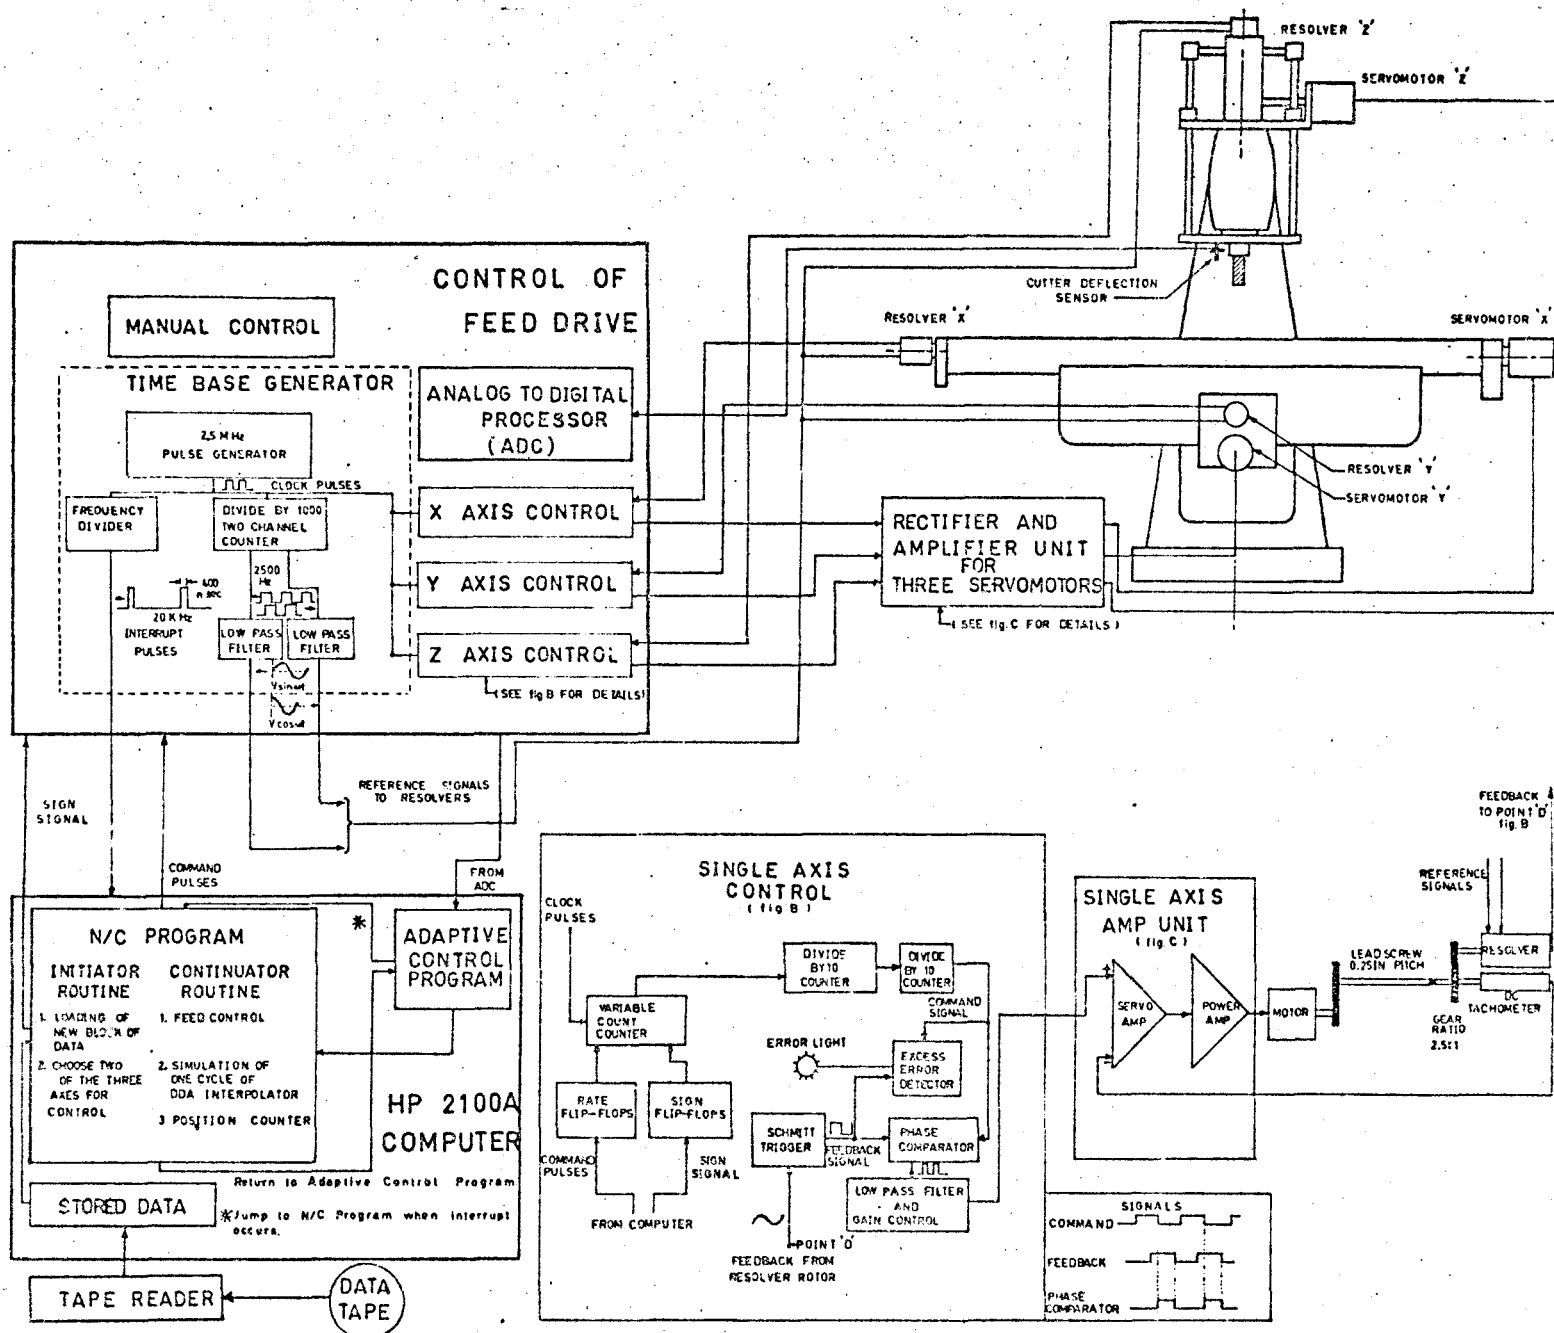 RESOLVER 'Z'
SERVOMOTOR 'Z'
CUTTER DEFLECTION
SENSOR
RESOLVER 'X'
SERVOMOTOR 'X'
RESOLVER 'Y'
SERVOMOTOR 'Y'
CONTROL OF
FEED DRIVE
MANUAL CONTROL
TIME BASE GENERATOR
2,5 MHz
PULSE GENERATOR
CLOCK PULSES
FREQUENCY
DIVIDER
DIVIDE BY 1000
TWO CHANNEL
COUNTER
2500
Hz
400
n sec
20 K Hz
INTERRUPT
PULSES
LOW PASS
FILTER
LOW PASS
FILTER
V sin wt
V cos wt
ANALOG TO DIGITAL
PROCESSOR
(ADC)
X AXIS CONTROL
Y AXIS CONTROL
Z AXIS CONTROL
(SEE fig B FOR DETAILS)
RECTIFIER AND
AMPLIFIER UNIT
FOR
THREE SERVOMOTORS
(SEE fig. C FOR DETAILS)
REFERENCE SIGNALS
TO RESOLVERS
SIGN
SIGNAL
COMMAND
PULSES
FROM
ADC
N/C PROGRAM
INITIATOR
ROUTINE
1. LOADING OF
NEW BLOCK OF
DATA
2. CHOOSE TWO
OF THE THREE
AXES FOR
CONTROL
CONTINUATOR
ROUTINE
1. FEED CONTROL
2. SIMULATION OF
ONE CYCLE OF
DDA INTERPOLATOR
3 POSITION COUNTER
*
ADAPTIVE
CONTROL
PROGRAM
HP 2100A
COMPUTER
Return to Adaptive Control Program
*Jump to N/C Program when interrupt
occurs.
STORED DATA
TAPE READER
DATA
TAPE
SINGLE AXIS
CONTROL
(fig B)
CLOCK
PULSES
DIVIDE
BY 10
COUNTER
DIVIDE
BY 10
COUNTER
VARIABLE
COUNT
COUNTER
COMMAND
SIGNAL
ERROR LIGHT
EXCESS
ERROR
DETECTOR
RATE
FLIP-FLOPS
SIGN
FLIP-FLOPS
SCHMITT
TRIGGER
FEEDBACK
SIGNAL
PHASE
COMPARATOR
COMMAND
PULSES
SIGN
SIGNAL
LOW PASS FILTER
AND
GAIN CONTROL
FROM COMPUTER
POINT 'D'
FEEDBACK FROM
RESOLVER ROTOR
SINGLE AXIS
AMP UNIT
(fig. C)
+
-
SERVO
AMP
POWER
AMP
MOTOR
LEAD SCREW
0.25IN PITCH
FEEDBACK
TO POINT 'D'
fig. B
REFERENCE
SIGNALS
RESOLVER
DC
TACHOMETER
GEAR
RATIO
2.5:1
SIGNALS
COMMAND
FEEDBACK
PHASE
COMPARATOR